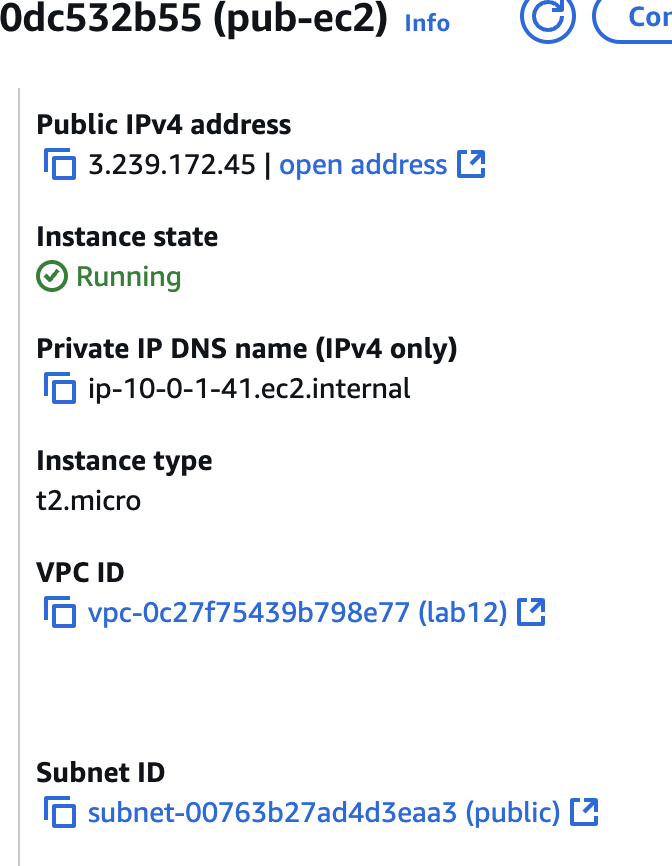 0dc532b55 (pub-ec2) Info
Public IPv4 address
3.239.172.45 | open address
Instance state
Running
Private IP DNS name (IPv4 only)
ip-10-0-1-41.ec2.internal
Instance type
t2.micro
VPC ID
vpc-0c27f75439b798e77 (lab12)
Subnet ID
subnet-00763b27ad4d3eaa3 (public)